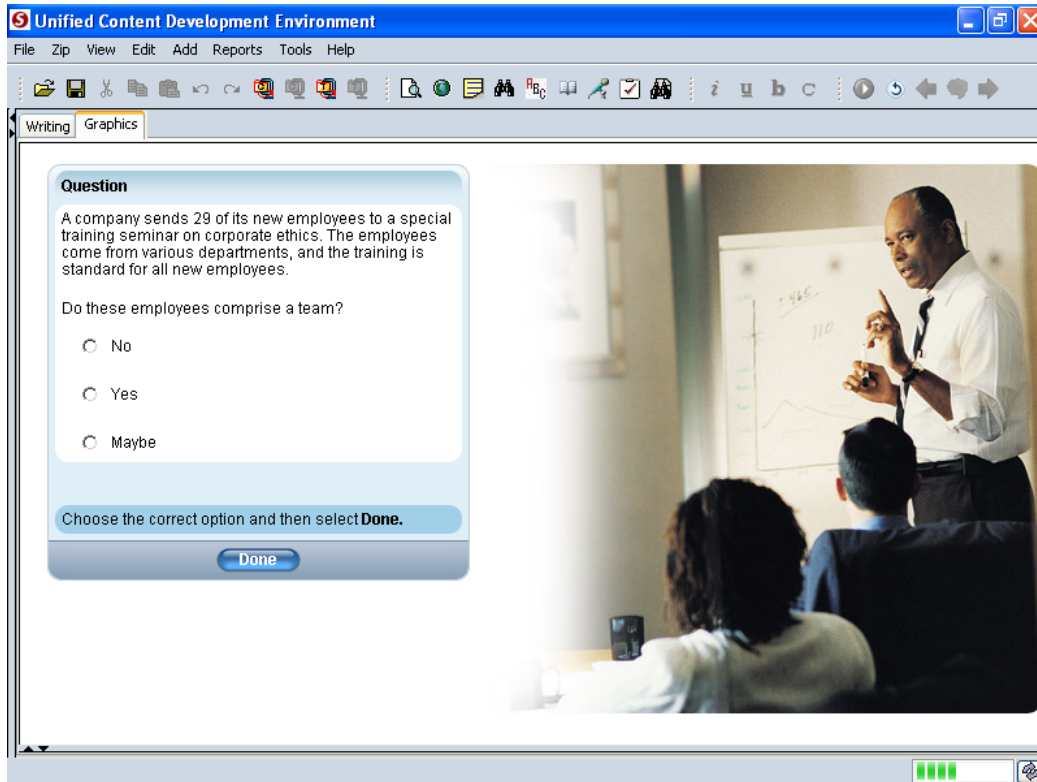 Unified Content Development Environment
File Zip View Edit Add Reports Tools Help
i u b c
Writing Graphics
Question
A company sends 29 of its new employees to a special
training seminar on corporate ethics. The employees
come from various departments, and the training is
standard for all new employees.
Do these employees comprise a team?
No
Yes
Maybe
Choose the correct option and then select Done.
Done
310